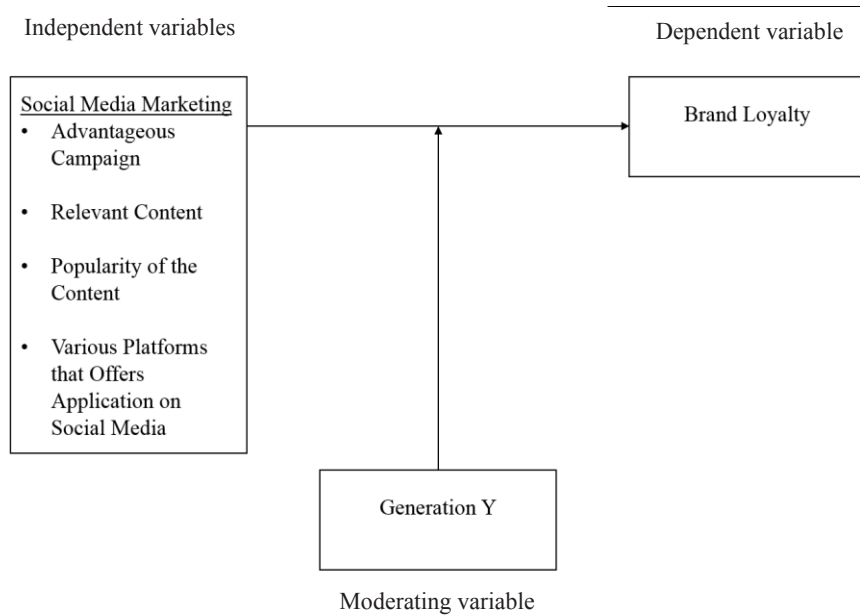 Independent variables
Dependent variable
Social Media Marketing
• Advantageous
Campaign
• Relevant Content
• Popularity of the
Content
• Various Platforms
that Offers
Application on
Social Media
Brand Loyalty
Generation Y
Moderating variable